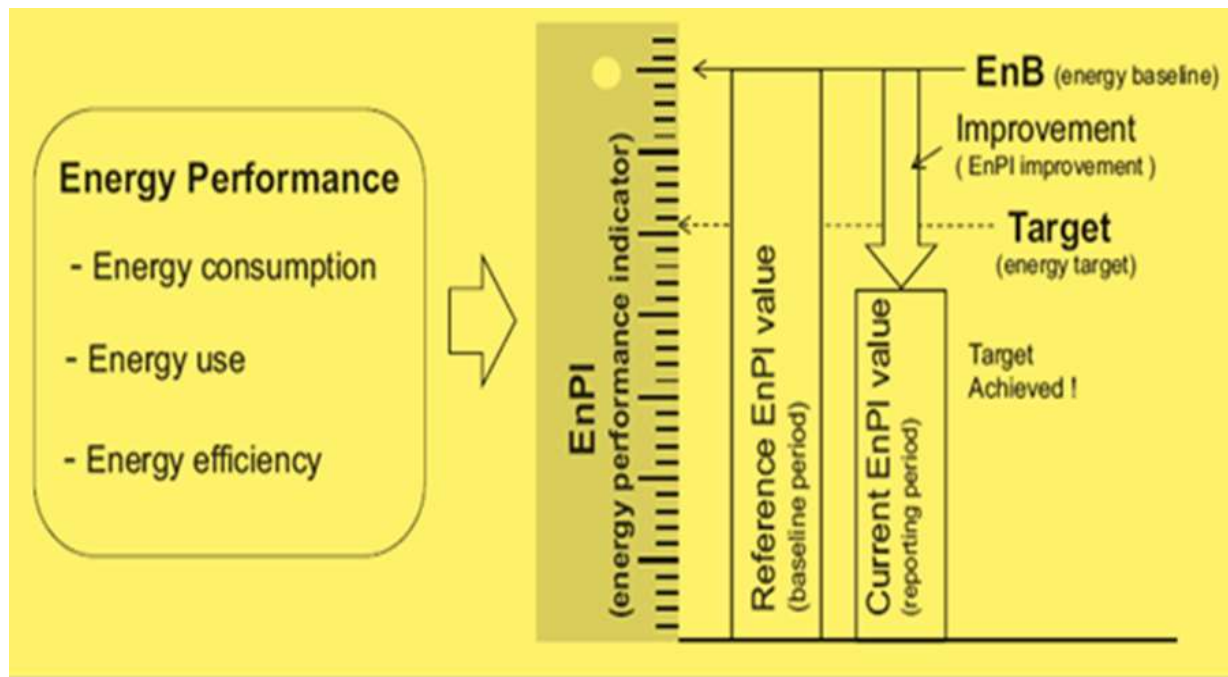 Energy Performance
- Energy consumption
- Energy use
- Energy efficiency
EnPI
(energy performance indicator)
Reference EnPI value
(baseline period)
Current EnPI value
(reporting period)
EnB (energy baseline)
Improvement
( EnPI improvement )
Target
(energy target)
Target
Achieved !